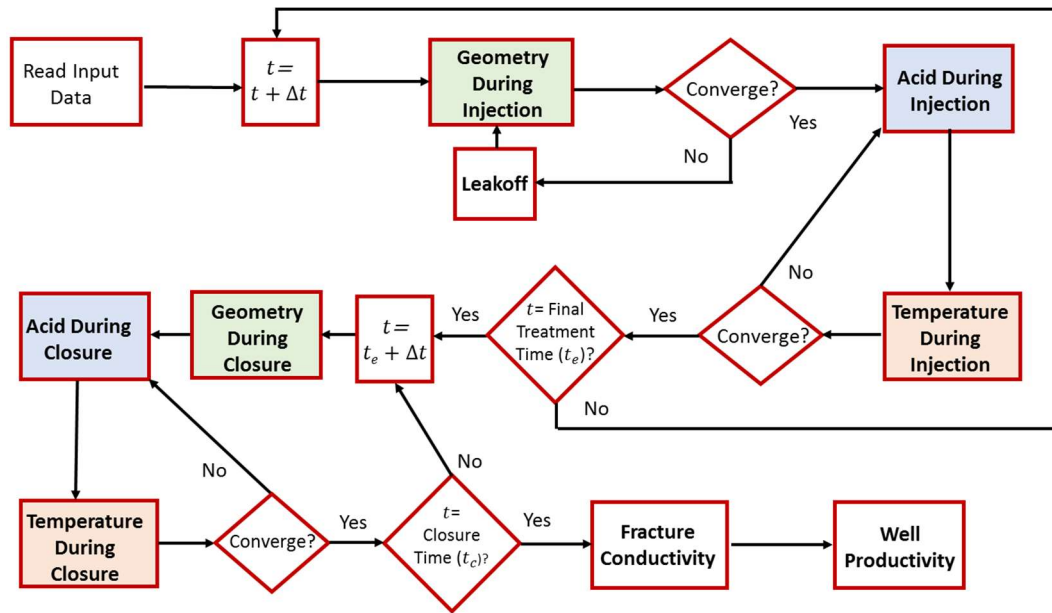 Read Input
Data
t =
t + Δt
Geometry
During
Injection
Converge?
Yes
No
Leakoff
Acid During
Injection
No
Temperature
During
Injection
Converge?
Yes
t= Final
Treatment
Time (tₑ)?
No
Yes
t =
tₑ + Δt
Geometry
During
Closure
Acid During
Closure
No
Temperature
During
Closure
Converge?
Yes
No
t=
Closure
Time (t꜀)?
Yes
Fracture
Conductivity
Well
Productivity